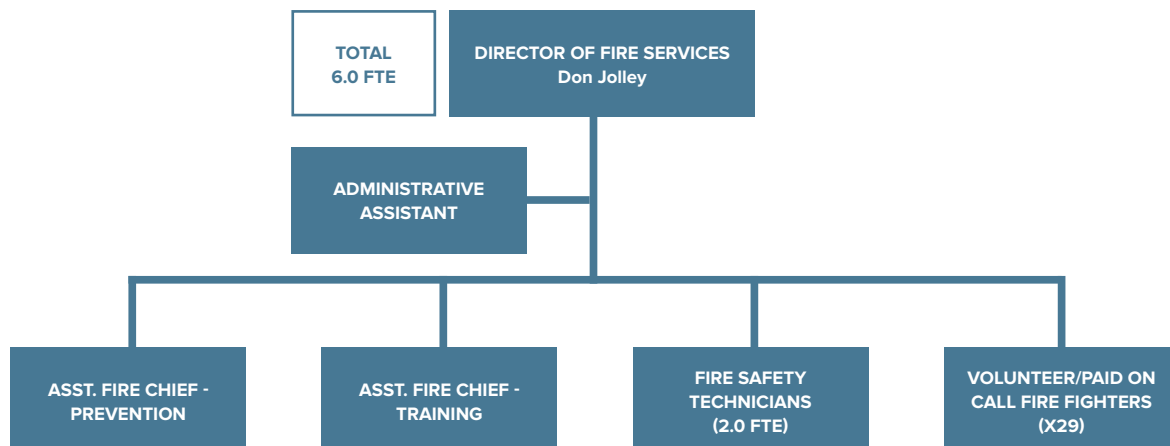 TOTAL
6.0 FTE
DIRECTOR OF FIRE SERVICES
Don Jolley
ADMINISTRATIVE
ASSISTANT
ASST. FIRE CHIEF -
PREVENTION
ASST. FIRE CHIEF -
TRAINING
FIRE SAFETY
TECHNICIANS
(2.0 FTE)
VOLUNTEER/PAID ON
CALL FIRE FIGHTERS
(X29)